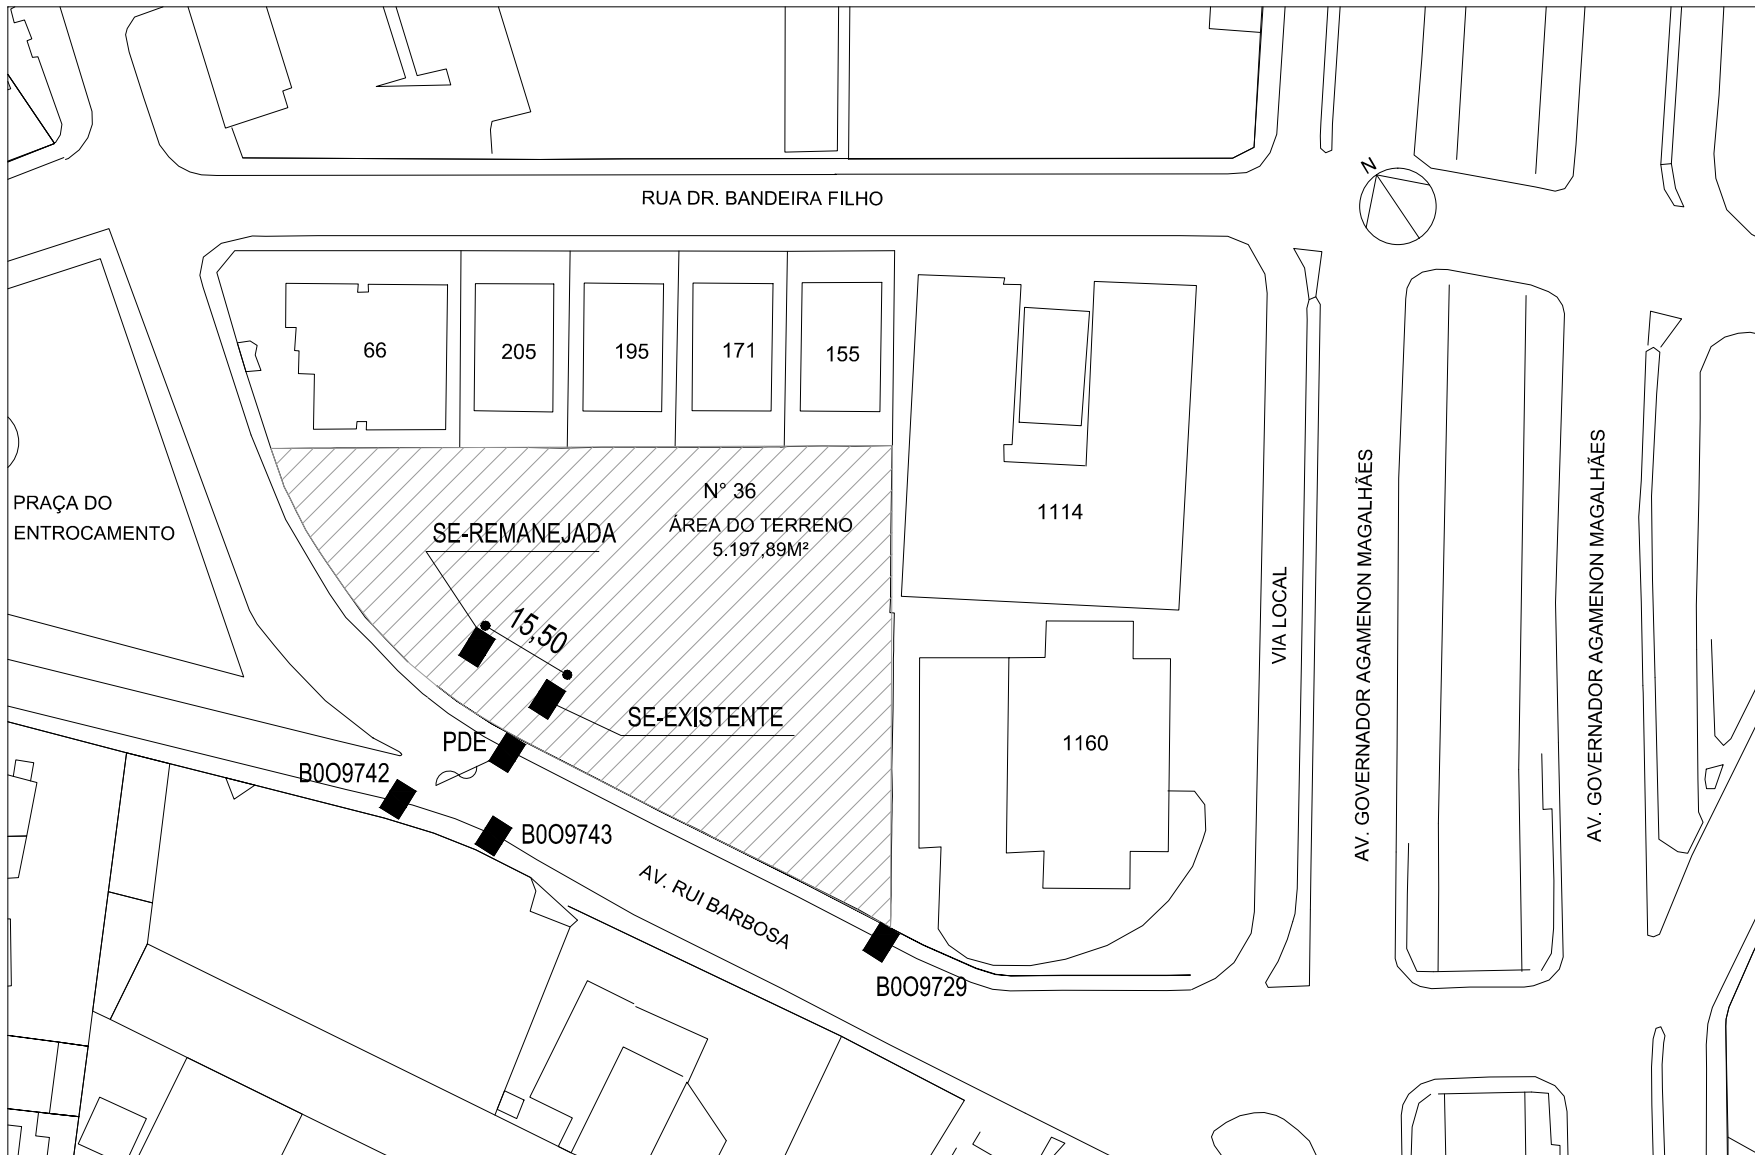 RUA DR. BANDEIRA FILHO
N
66
205
195
171
155
PRAÇA DO
ENTROCAMENTO
N° 36
ÁREA DO TERRENO
5.197,89M²
SE-REMANEJADA
15,50
SE-EXISTENTE
PDE
B0O9742
B0O9743
AV. RUI BARBOSA
B0O9729
1114
1160
VIA LOCAL
AV. GOVERNADOR AGAMENON MAGALHÃES
AV. GOVERNADOR AGAMENON MAGALHÃES